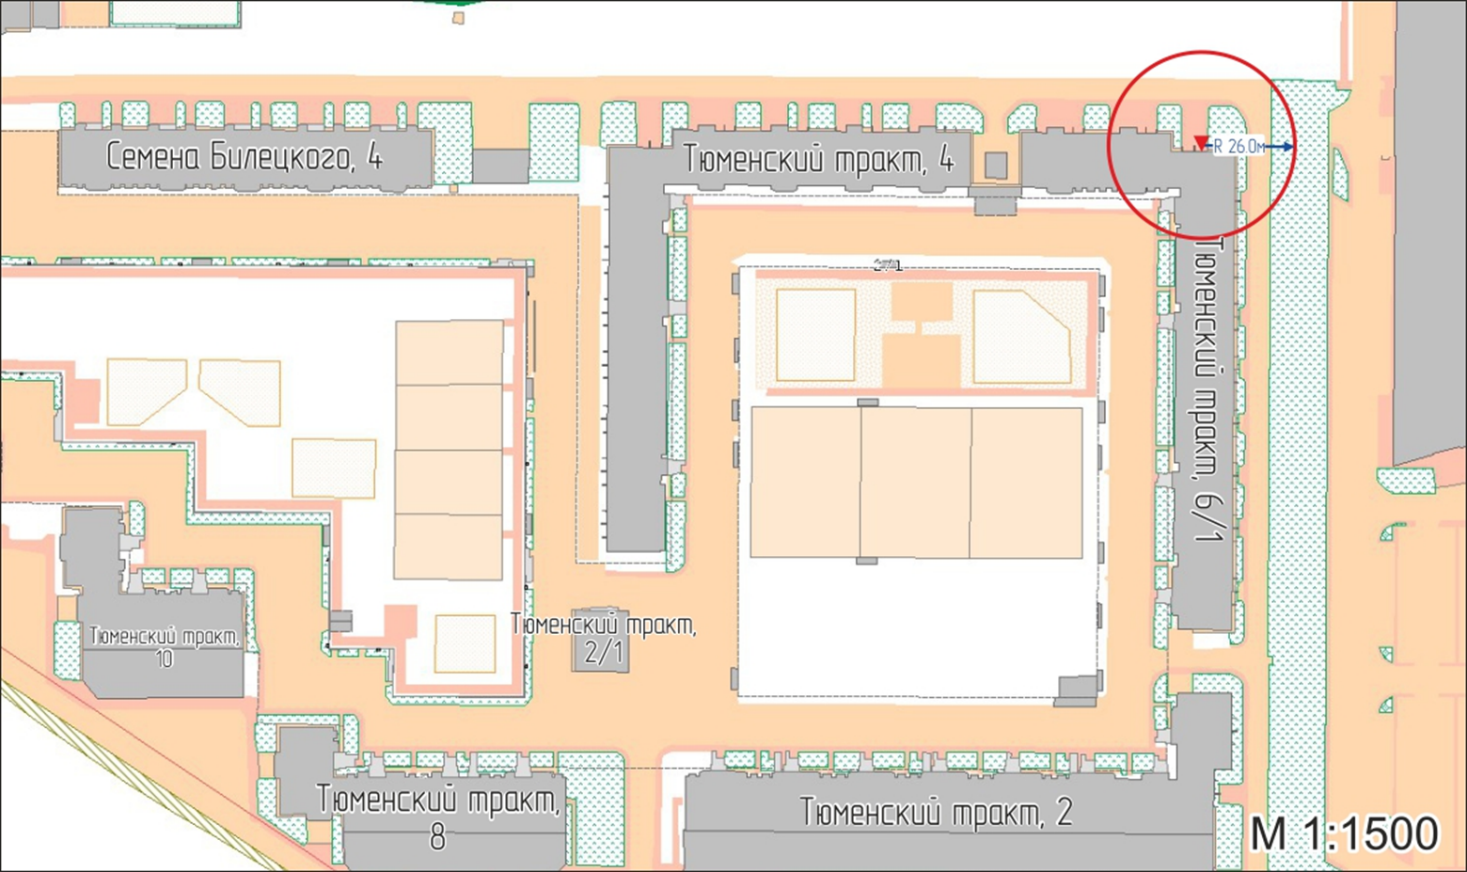 Семена Билецкого, 4
Тюменский тракт, 4
R 26.0м
Тюменский тракт, 6/1
Тюменский тракт,
2/1
Тюменский тракт,
10
Тюменский тракт,
8
Тюменский тракт, 2
М 1:1500